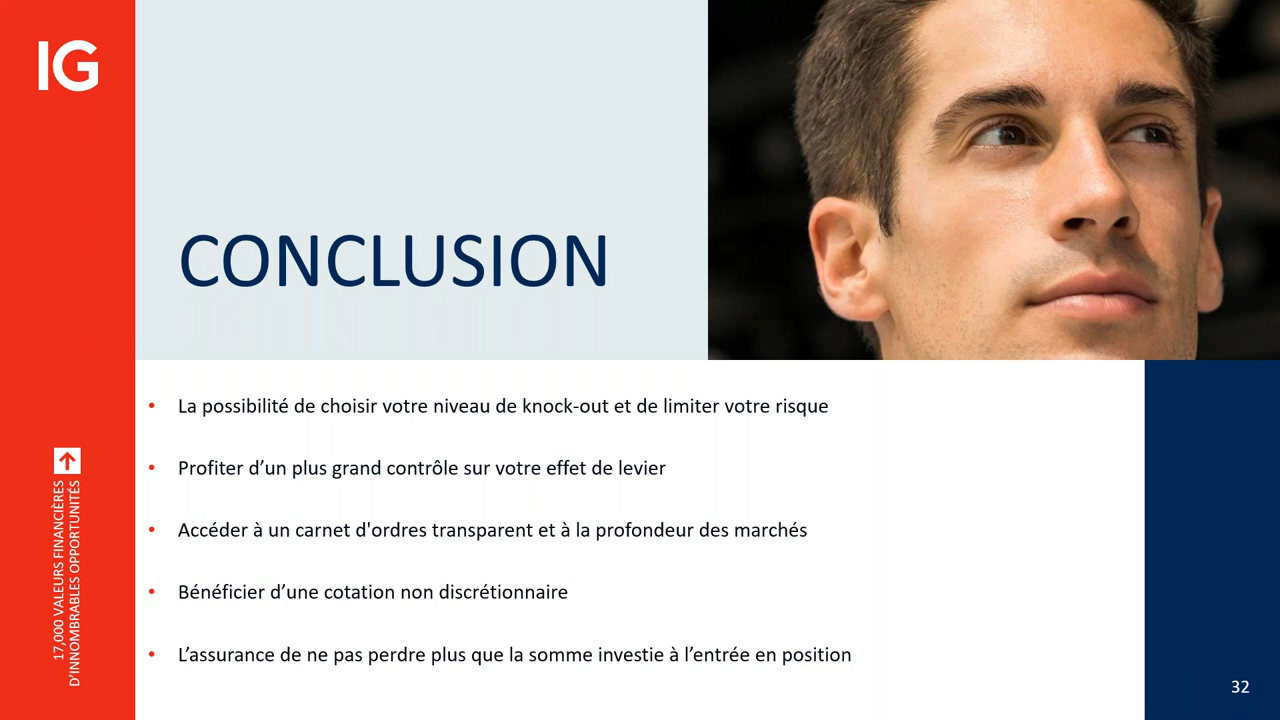 IG
CONCLUSION
• La possibilité de choisir votre niveau de knock-out et de limiter votre risque
• Profiter d’un plus grand contrôle sur votre effet de levier
• Accéder à un carnet d'ordres transparent et à la profondeur des marchés
• Bénéficier d’une cotation non discrétionnaire
• L’assurance de ne pas perdre plus que la somme investie à l’entrée en position
17,000 VALEURS FINANCIÈRES
D’INNOMBRABLES OPPORTUNITÉS
32